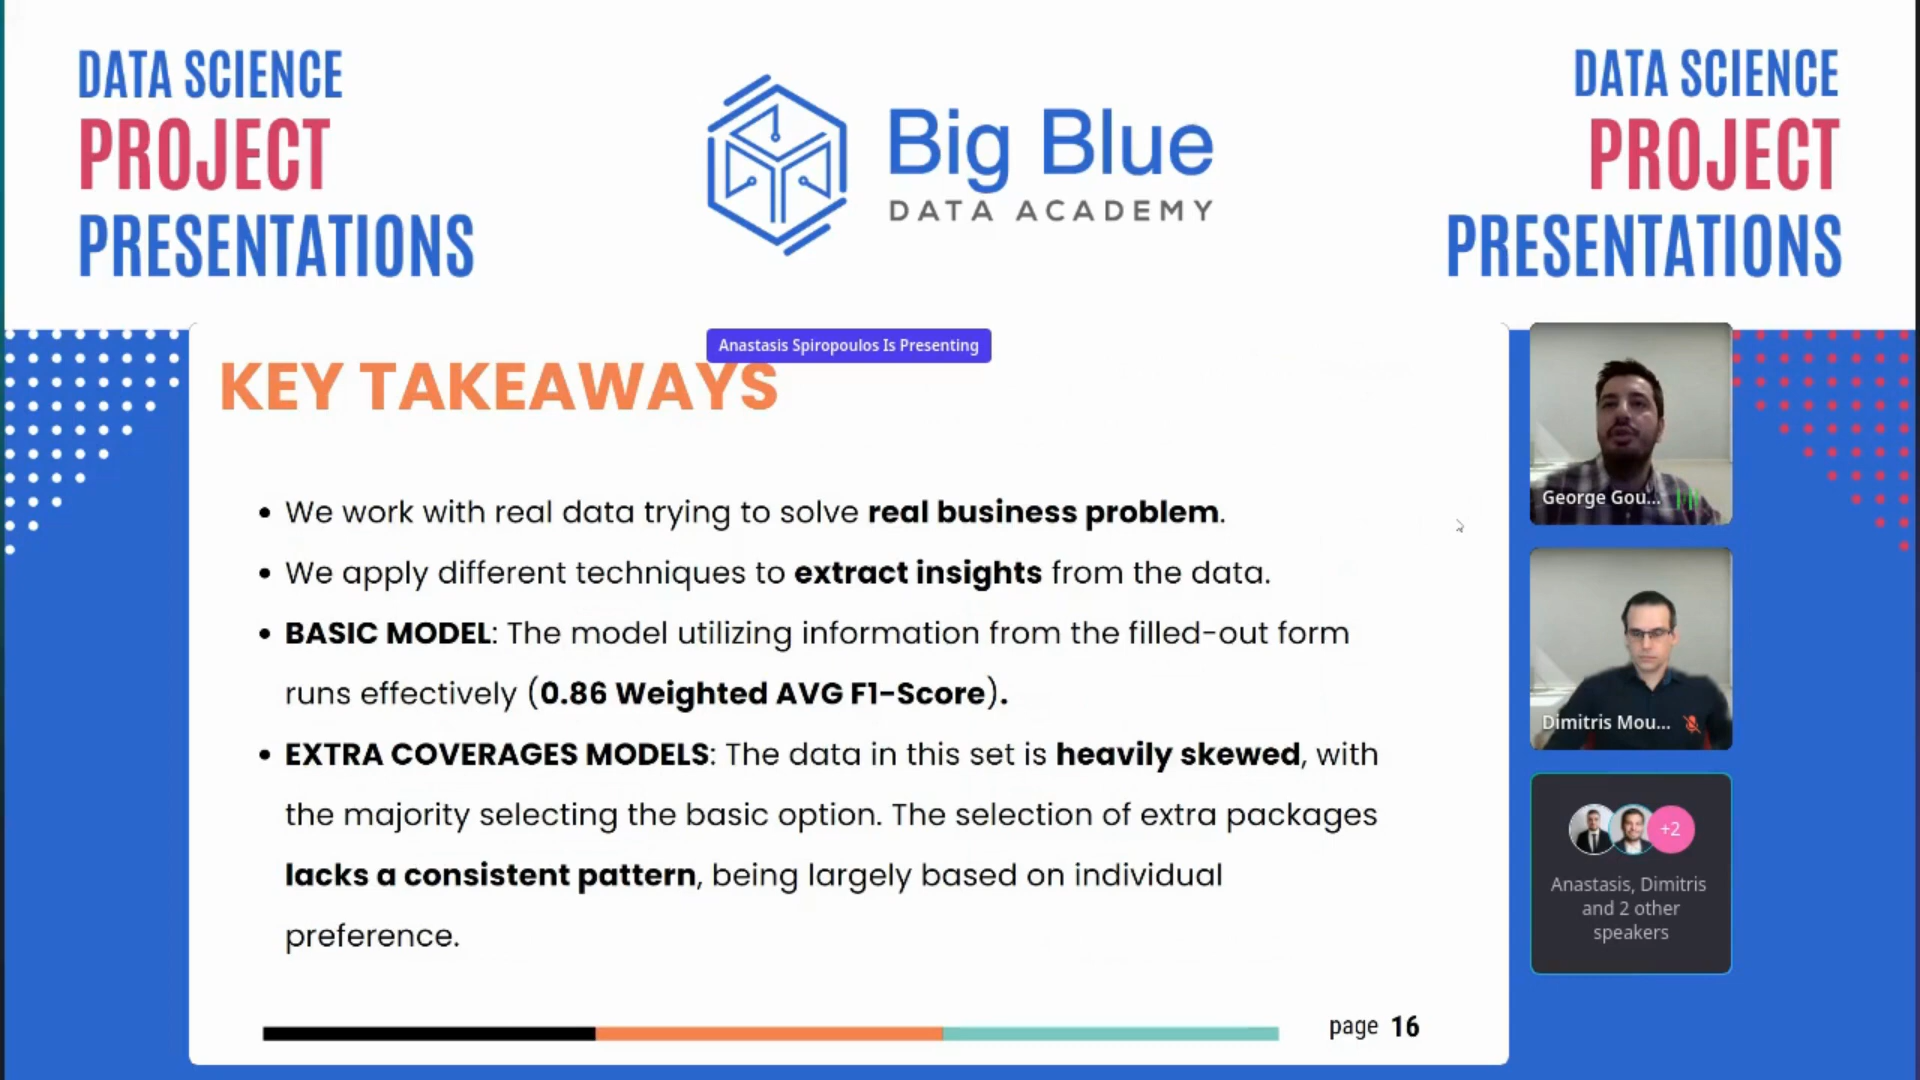 DATA SCIENCE
PROJECT
PRESENTATIONS
Big Blue
DATA ACADEMY
DATA SCIENCE
PROJECT
PRESENTATIONS
Anastasis Spiropoulos Is Presenting
KEY TAKEAWAYS
• We work with real data trying to solve real business problem.
• We apply different techniques to extract insights from the data.
• BASIC MODEL: The model utilizing information from the filled-out form
runs effectively (0.86 Weighted AVG F1-Score).
• EXTRA COVERAGES MODELS: The data in this set is heavily skewed, with
the majority selecting the basic option. The selection of extra packages
lacks a consistent pattern, being largely based on individual
preference.
page 16
George Gou...
Dimitris Mou...
+2
Anastasis, Dimitris
and 2 other
speakers